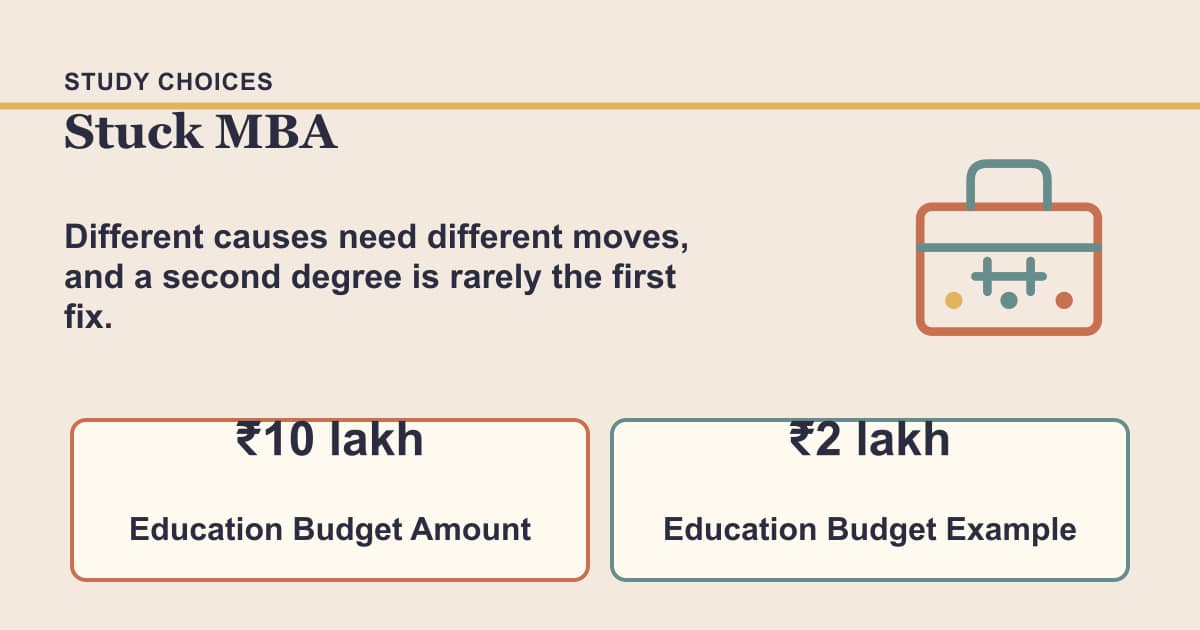 STUDY CHOICES
Stuck MBA
Different causes need different moves,
and a second degree is rarely the first
fix.
₹10 lakh
Education Budget Amount
₹2 lakh
Education Budget Example